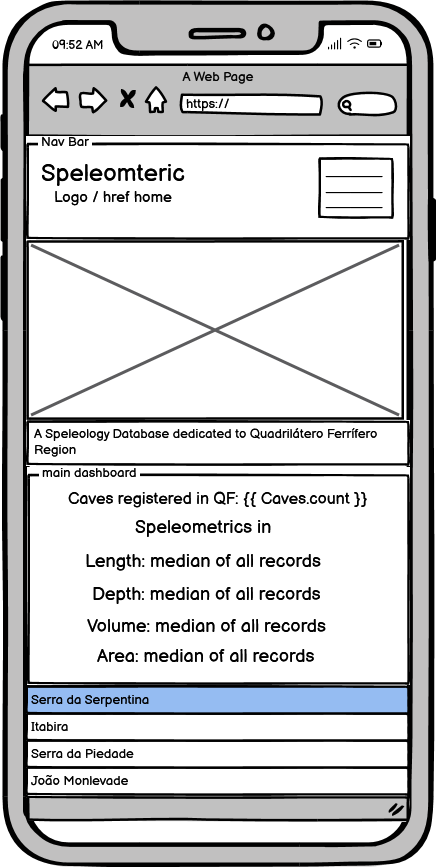 09:52 AM
A Web Page
https://
Nav Bar
Speleomteric
Logo / href home
A Speleology Database dedicated to Quadrilátero Ferrífero
Region
main dashboard
Caves registered in QF: {{ Caves.count }}
Speleometrics in
Length: median of all records
Depth: median of all records
Volume: median of all records
Area: median of all records
Serra da Serpentina
Itabira
Serra da Piedade
João Monlevade